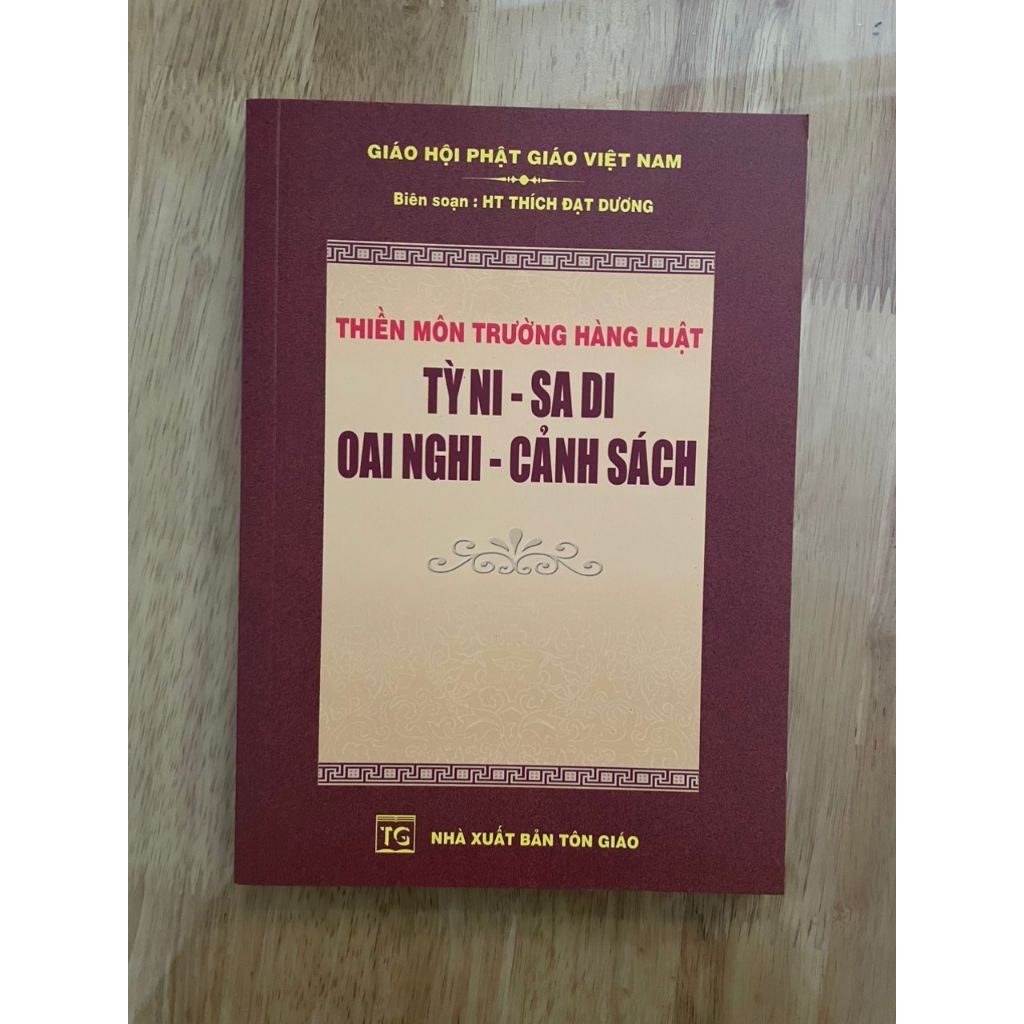 GIÁO HỘI PHẬT GIÁO VIỆT NAM
Biên soạn : HT THÍCH ĐẠT DƯƠNG
THIỀN MÔN TRƯỜNG HÀNG LUẬT
TỲ NI - SA DI
OAI NGHI - CẢNH SÁCH
TG NHÀ XUẤT BẢN TÔN GIÁO